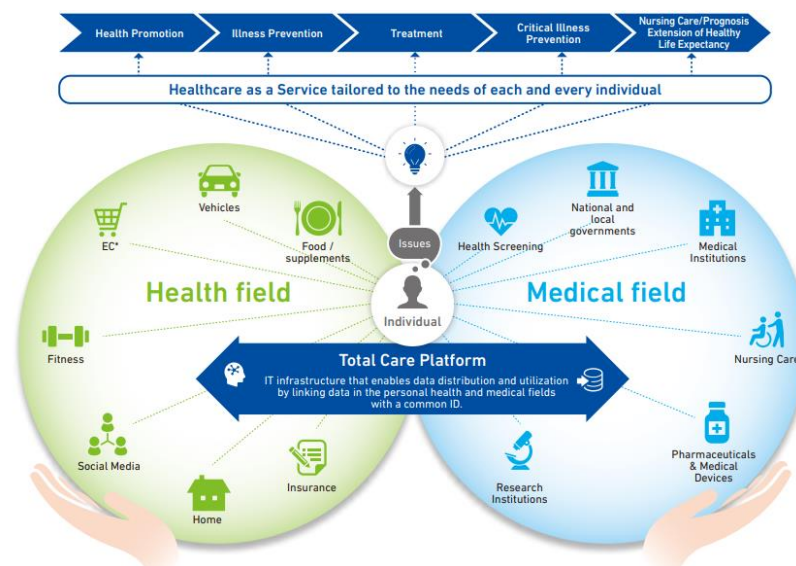 Health Promotion
Illness Prevention
Treatment
Critical Illness
Prevention
Nursing Care/Prognosis
Extension of Healthy
Life Expectancy
Healthcare as a Service tailored to the needs of each and every individual
Vehicles
EC*
Food /
supplements
Issues
Health Screening
National and
local
governments
Medical
Institutions
Health field
Individual
Medical field
Fitness
Nursing Care
Total Care Platform
IT infrastructure that enables data distribution and utilization
by linking data in the personal health and medical fields
with a common ID.
Social Media
Home
Insurance
Research
Institutions
Pharmaceuticals
& Medical
Devices